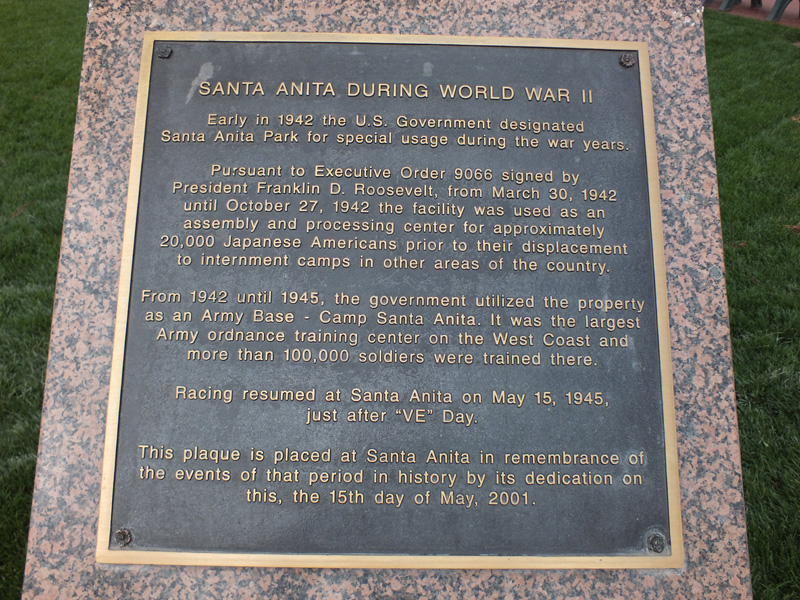 SANTA ANITA DURING WORLD WAR II
Early in 1942 the U.S. Government designated
Santa Anita Park for special usage during the war years.
Pursuant to Executive Order 9066 signed by
President Franklin D. Roosevelt, from March 30, 1942
until October 27, 1942 the facility was used as an
assembly and processing center for approximately
20,000 Japanese Americans prior to their displacement
to internment camps in other areas of the country.
From 1942 until 1945, the government utilized the property
as an Army Base - Camp Santa Anita. It was the largest
Army ordnance training center on the West Coast and
more than 100,000 soldiers were trained there.
Racing resumed at Santa Anita on May 15, 1945,
just after “VE” Day.
This plaque is placed at Santa Anita in remembrance of
the events of that period in history by its dedication on
this, the 15th day of May, 2001.